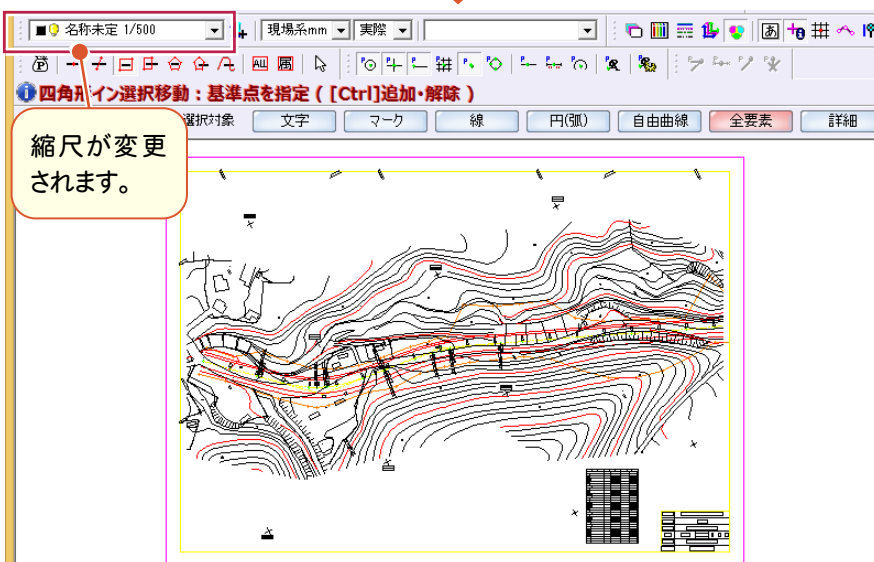 名称未定 1/500
現場系mm
実際
あ
ALL
四角形イン選択移動：基準点を指定 ( [Ctrl]追加・解除 )
選択対象
文字
マーク
線
円(弧)
自由曲線
全要素
詳細
縮尺が変更
されます。